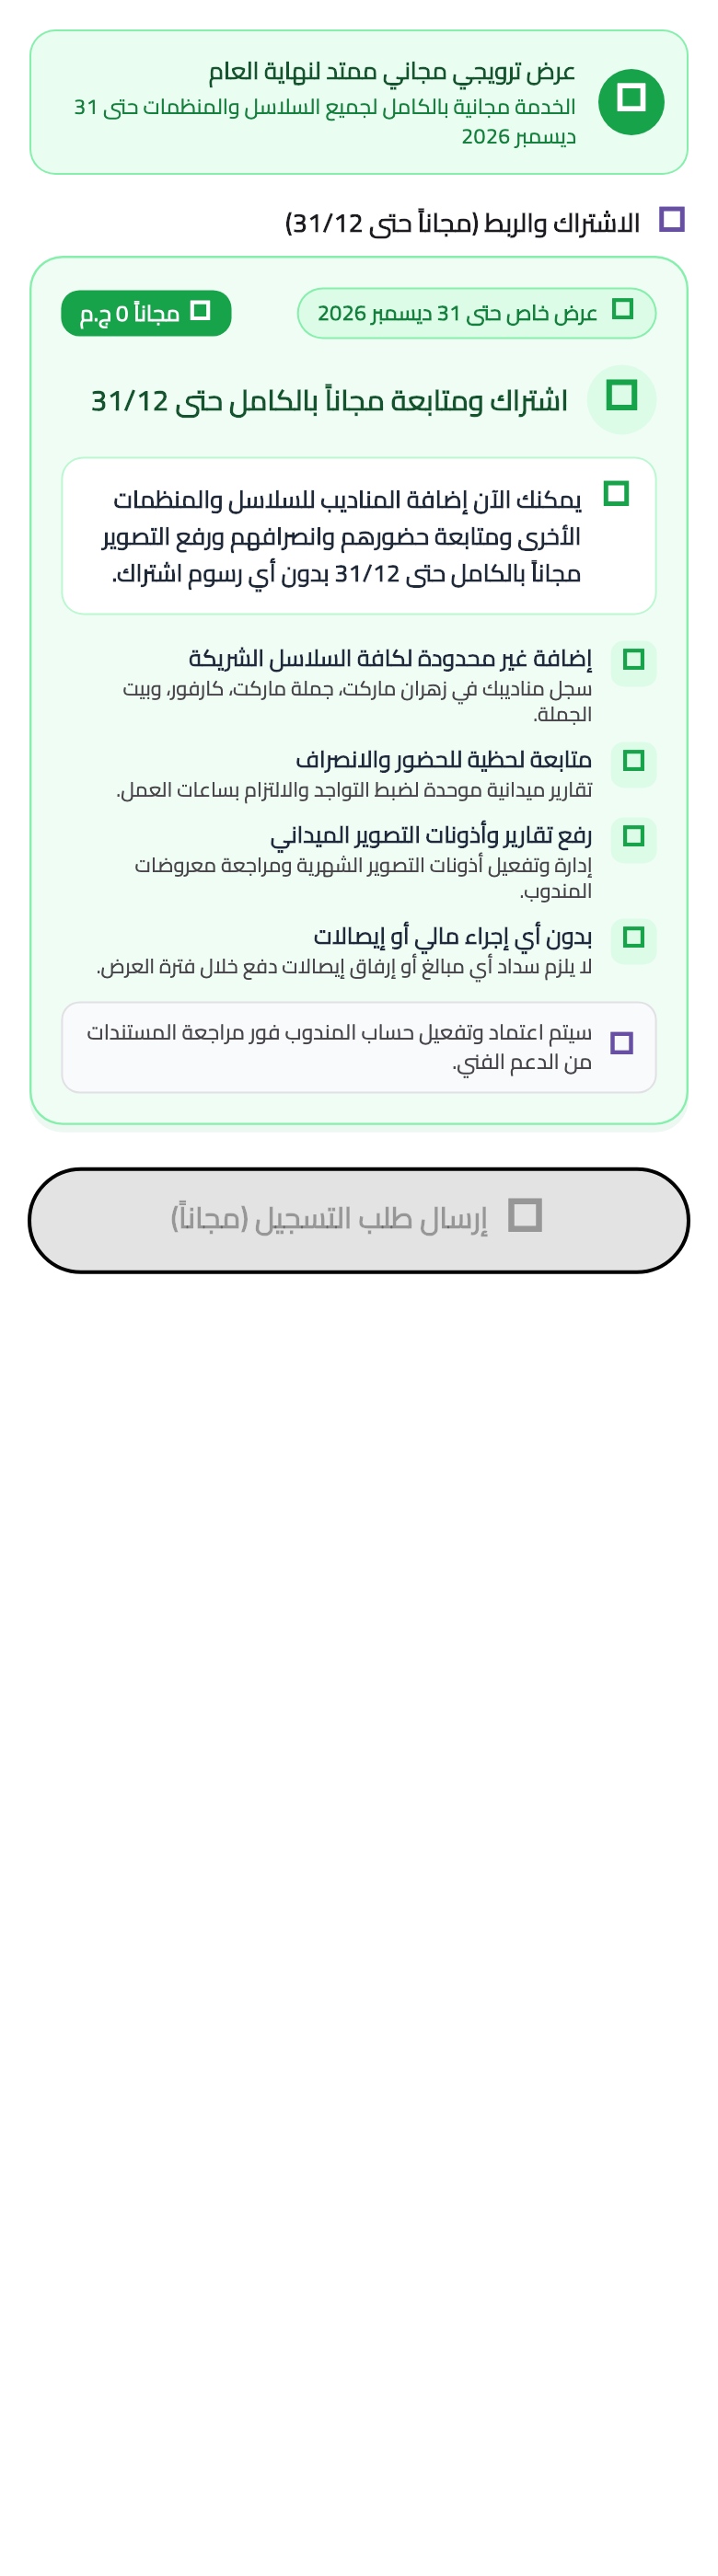 عرض ترويجي مجاني ممتد لنهاية العام
الخدمة مجانية بالكامل لجميع السلاسل والمنظمات حتى 31
ديسمبر 2026
الاشتراك والربط (مجاناً حتى 31/12)
عرض خاص حتى 31 ديسمبر 2026
مجاناً 0 ج.م
اشتراك ومتابعة مجاناً بالكامل حتى 31/12
يمكنك الآن إضافة المناديب للسلاسل والمنظمات
الأخرى ومتابعة حضورهم وانصرافهم ورفع التصوير
مجاناً بالكامل حتى 31/12 بدون أي رسوم اشتراك.
إضافة غير محدودة لكافة السلاسل الشريكة
سجل مناديبك في زهران ماركت، جملة ماركت، كارفور، وبيت
الجملة.
متابعة لحظية للحضور والانصراف
تقارير ميدانية موحدة لضبط التواجد والالتزام بساعات العمل.
رفع تقارير وأذونات التصوير الميداني
إدارة وتفعيل أذونات التصوير الشهرية ومراجعة معروضات
المندوب.
بدون أي إجراء مالي أو إيصالات
لا يلزم سداد أي مبالغ أو إرفاق إيصالات دفع خلال فترة العرض.
سيتم اعتماد وتفعيل حساب المندوب فور مراجعة المستندات
من الدعم الفني.
إرسال طلب التسجيل (مجاناً)